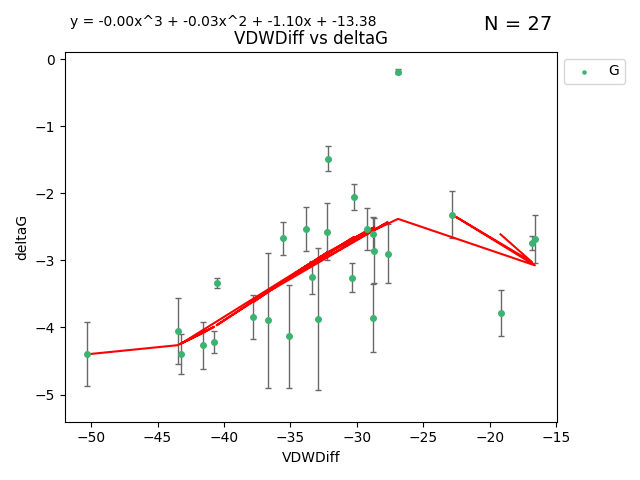 y = -0.00x^3 + -0.03x^2 + -1.10x + -13.38
N = 27
VDWDiff vs deltaG
G
0
−1
−2
−3
−4
−5
deltaG
−50 −45 −40 −35 −30 −25 −20 −15
VDWDiff